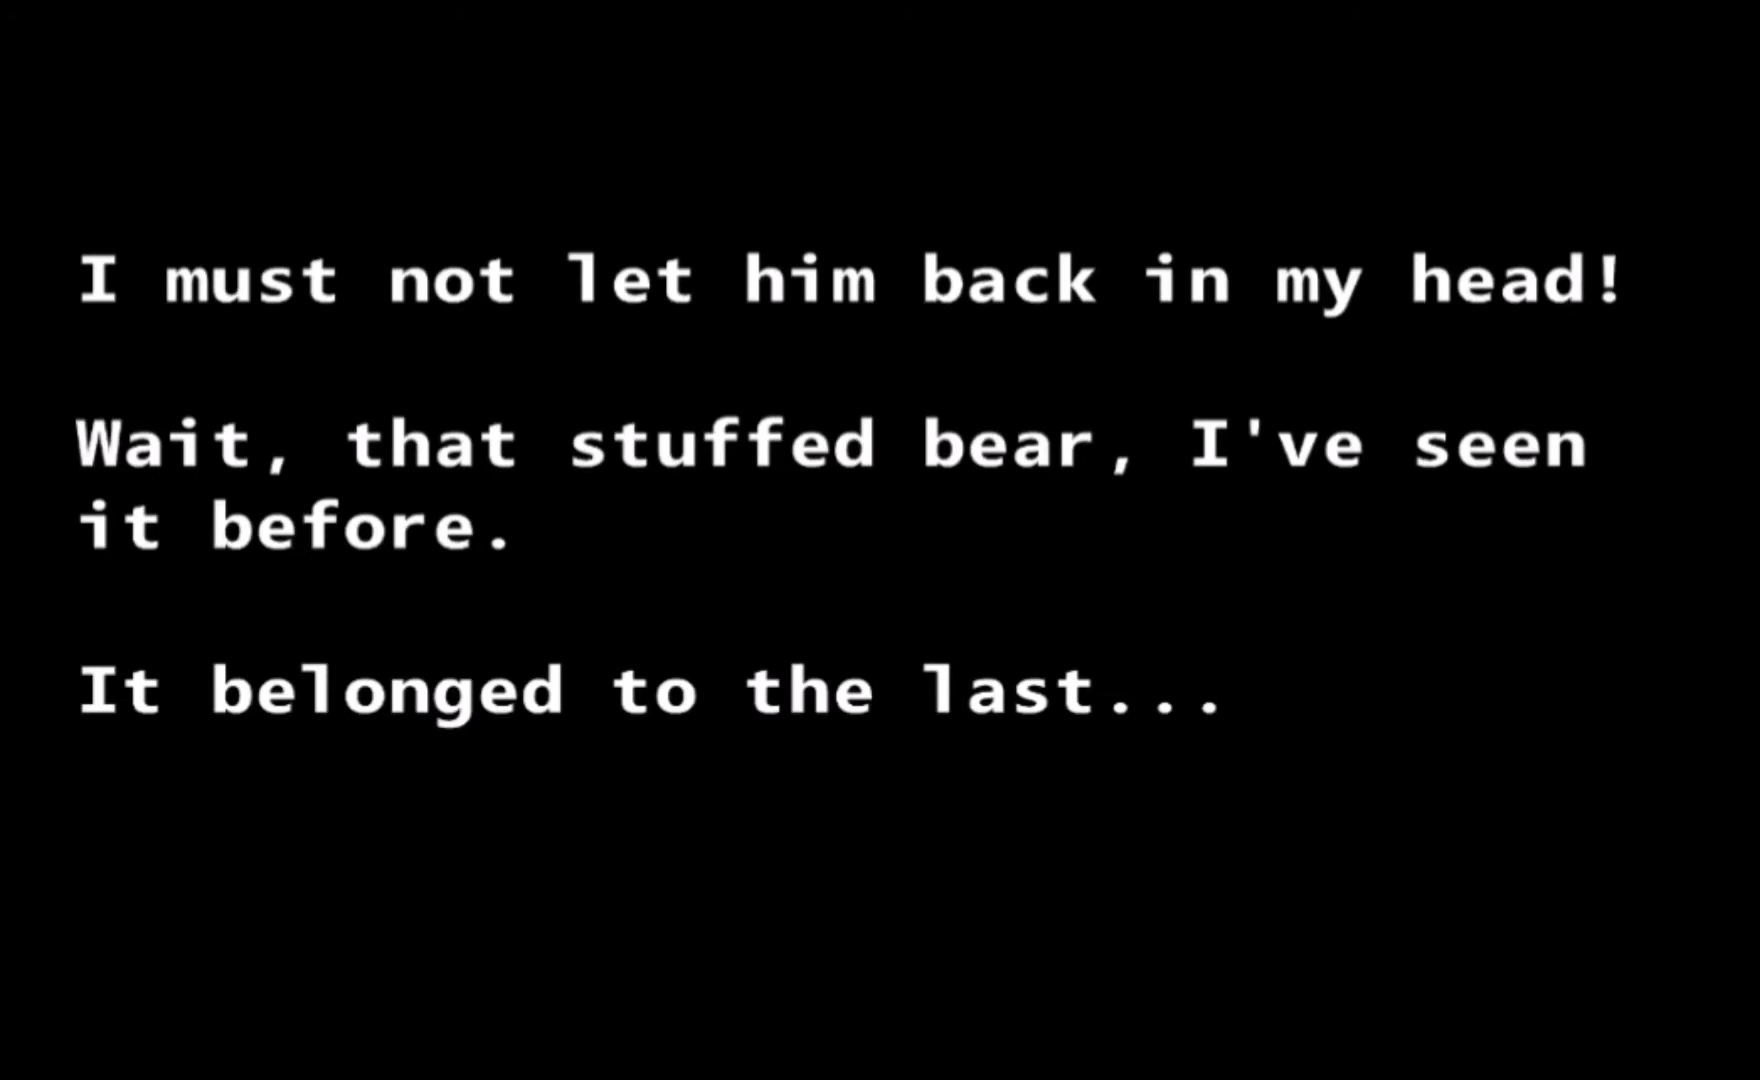 I must not let him back in my head!
Wait, that stuffed bear, I've seen
it before.
It belonged to the last...